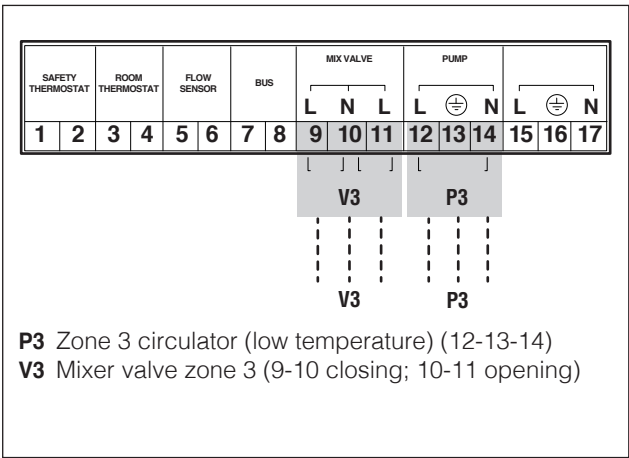 MIX VALVE PUMP
SAFETY THERMOSTAT ROOM THERMOSTAT FLOW SENSOR BUS
L N L L N L N
1 2 3 4 5 6 7 8 9 10 11 12 13 14 15 16 17
V3 P3
V3 P3
P3 Zone 3 circulator (low temperature) (12-13-14)
V3 Mixer valve zone 3 (9-10 closing; 10-11 opening)